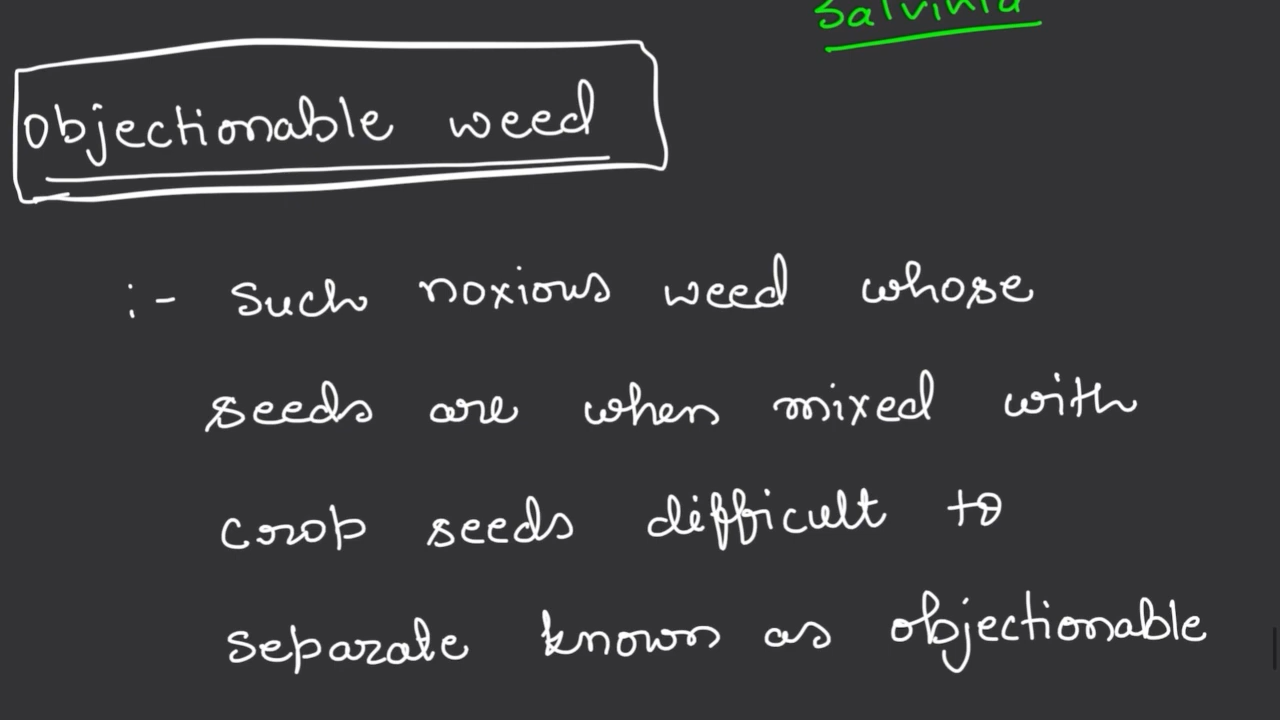 Salvinia
objectionable weed
:- Such noxious weed whose
seeds are when mixed with
crop seeds difficult to
separate known as objectionable